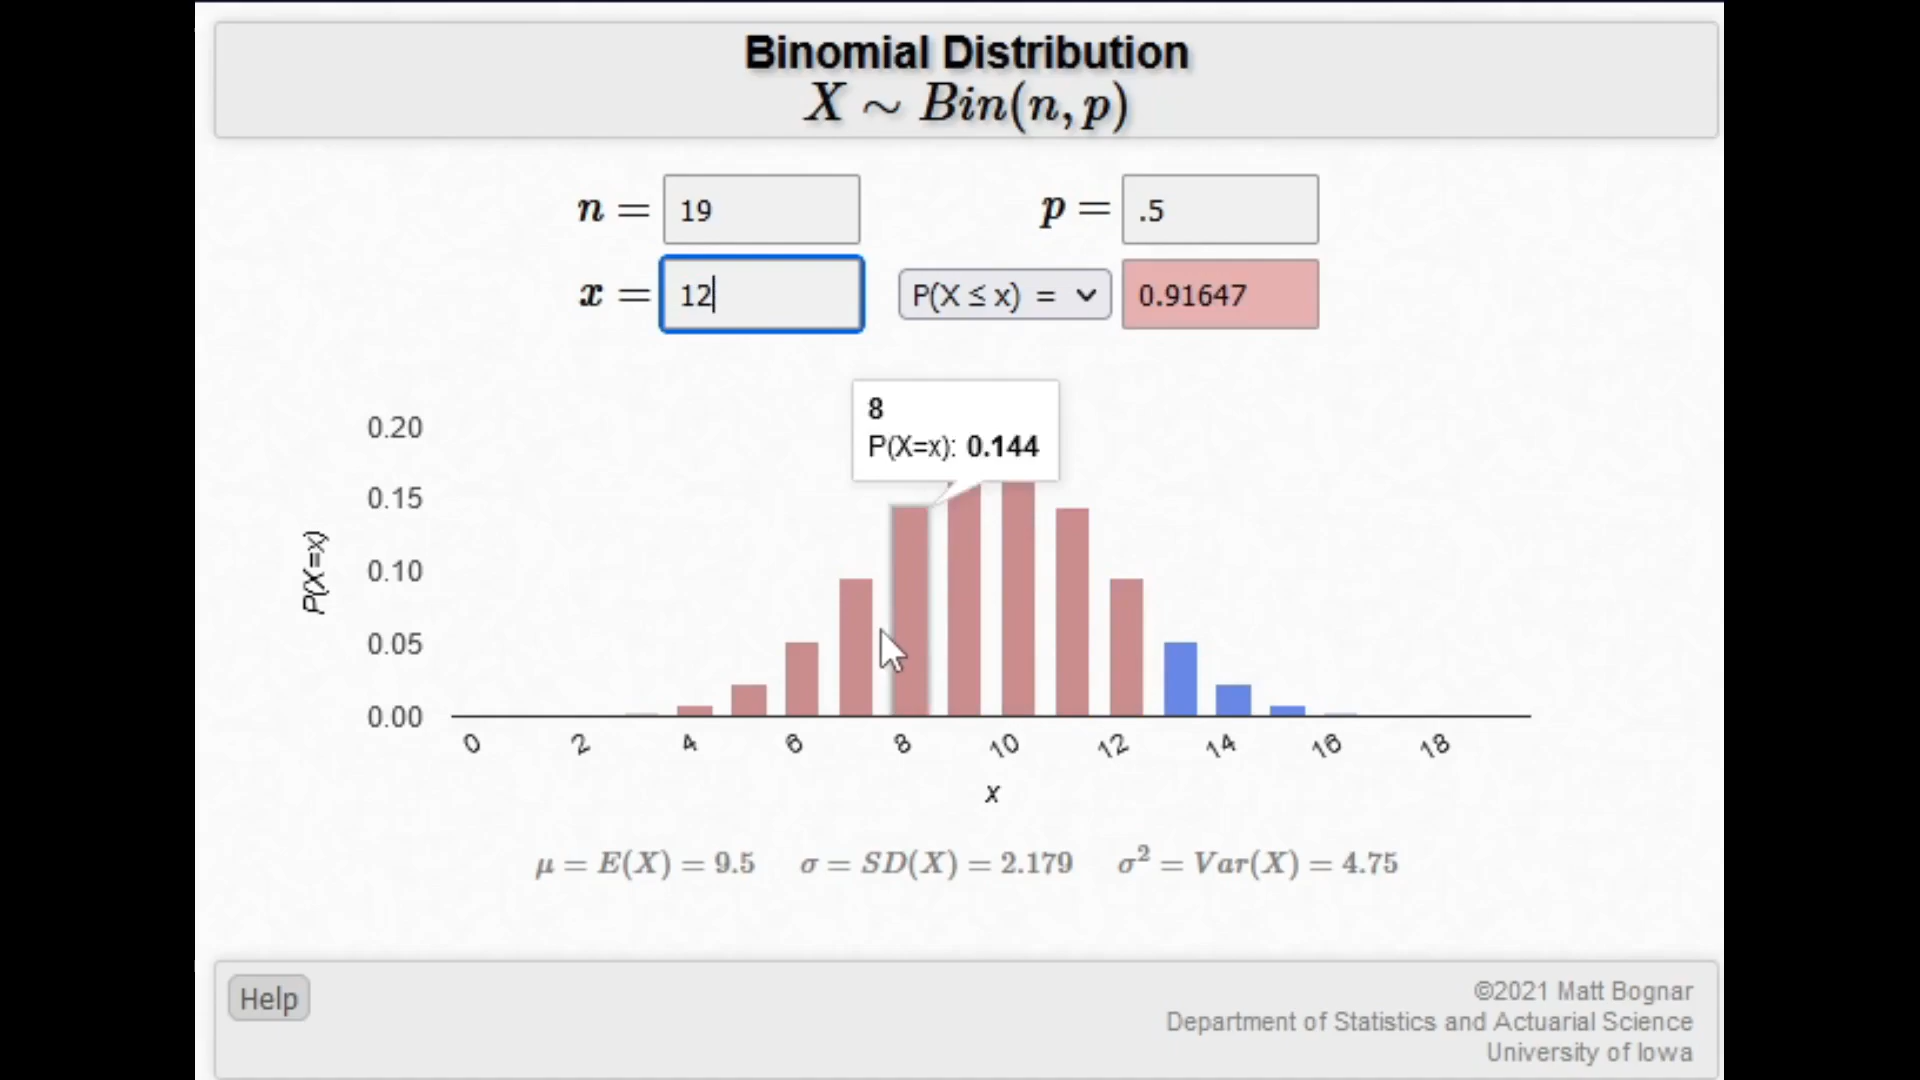 Binomial Distribution
X ∼ Bin(n, p)
n = 19 p = .5
x = 12 P(X ≤ x) = 0.91647
8
P(X=x): 0.144
0.20
0.15
0.10
0.05
0.00
P(X=x)
0 2 4 6 8 10 12 14 16 18
x
μ = E(X) = 9.5 σ = SD(X) = 2.179 σ² = Var(X) = 4.75
Help
©2021 Matt Bognar
Department of Statistics and Actuarial Science
University of Iowa